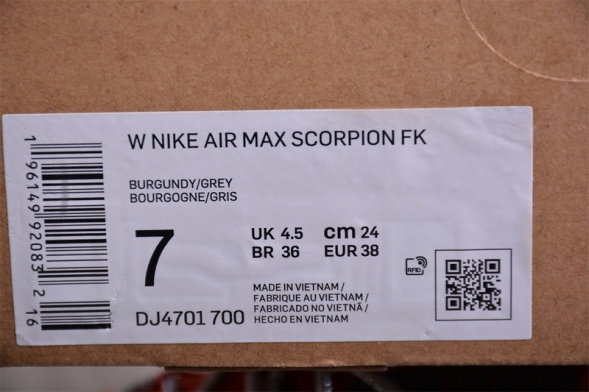 W NIKE AIR MAX SCORPION FK
BURGUNDY/GREY
BOURGOGNE/GRIS
7
UK 4.5 cm 24
BR 36 EUR 38
RFID
MADE IN VIETNAM /
FABRIQUE AU VIETNAM /
FABRICADO NO VIETNÃ /
HECHO EN VIETNAM
DJ4701 700
1 96149 92083 2 16